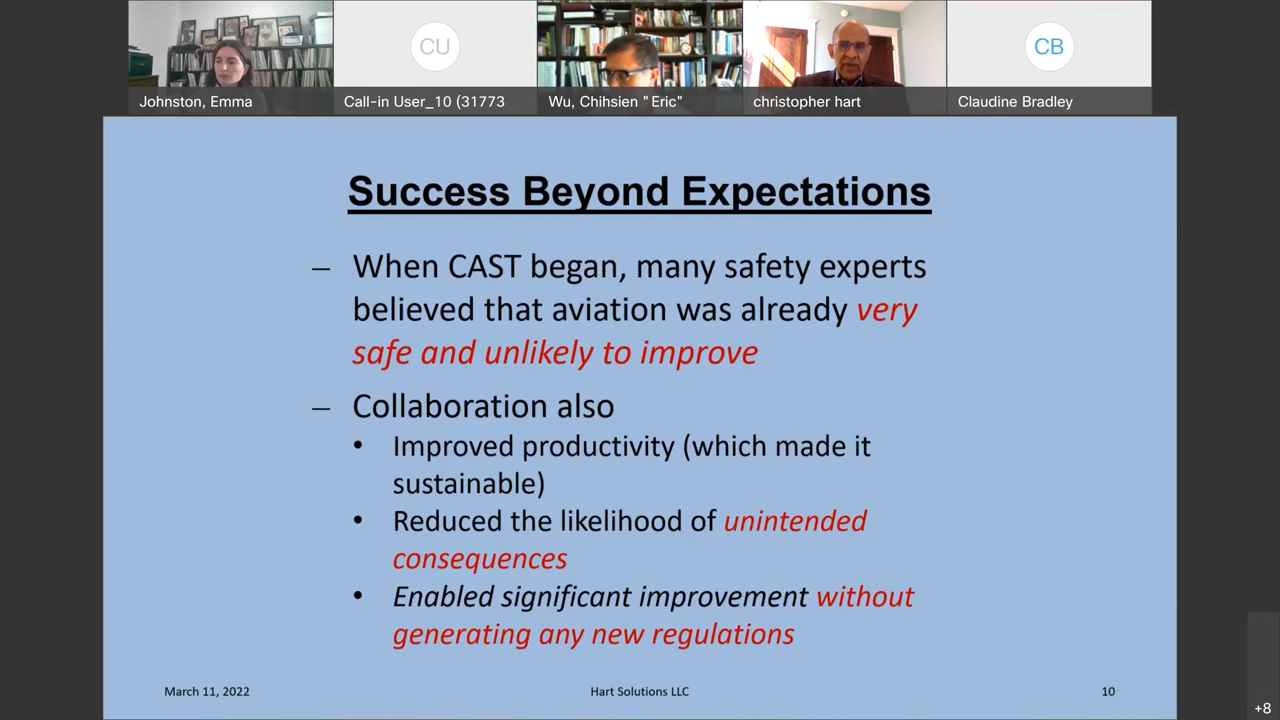 CU
CB
Johnston, Emma
Call-in User_10 (31773
Wu, Chihsien "Eric"
christopher hart
Claudine Bradley
Success Beyond Expectations
– When CAST began, many safety experts
believed that aviation was already very
safe and unlikely to improve
– Collaboration also
• Improved productivity (which made it
sustainable)
• Reduced the likelihood of unintended
consequences
• Enabled significant improvement without
generating any new regulations
March 11, 2022
Hart Solutions LLC
10
+8